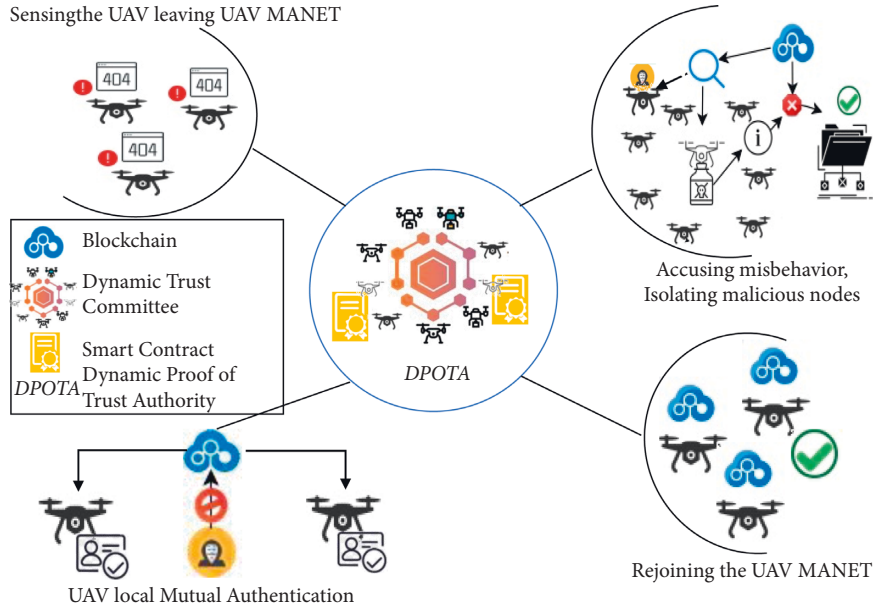 Sensingthe UAV leaving UAV MANET
404
404
404
!
!
!
i
Accusing misbehavior,
Isolating malicious nodes
Blockchain
Dynamic Trust
Committee
Smart Contract
DPOTA Dynamic Proof of
Trust Authority
DPOTA
UAV local Mutual Authentication
Rejoining the UAV MANET